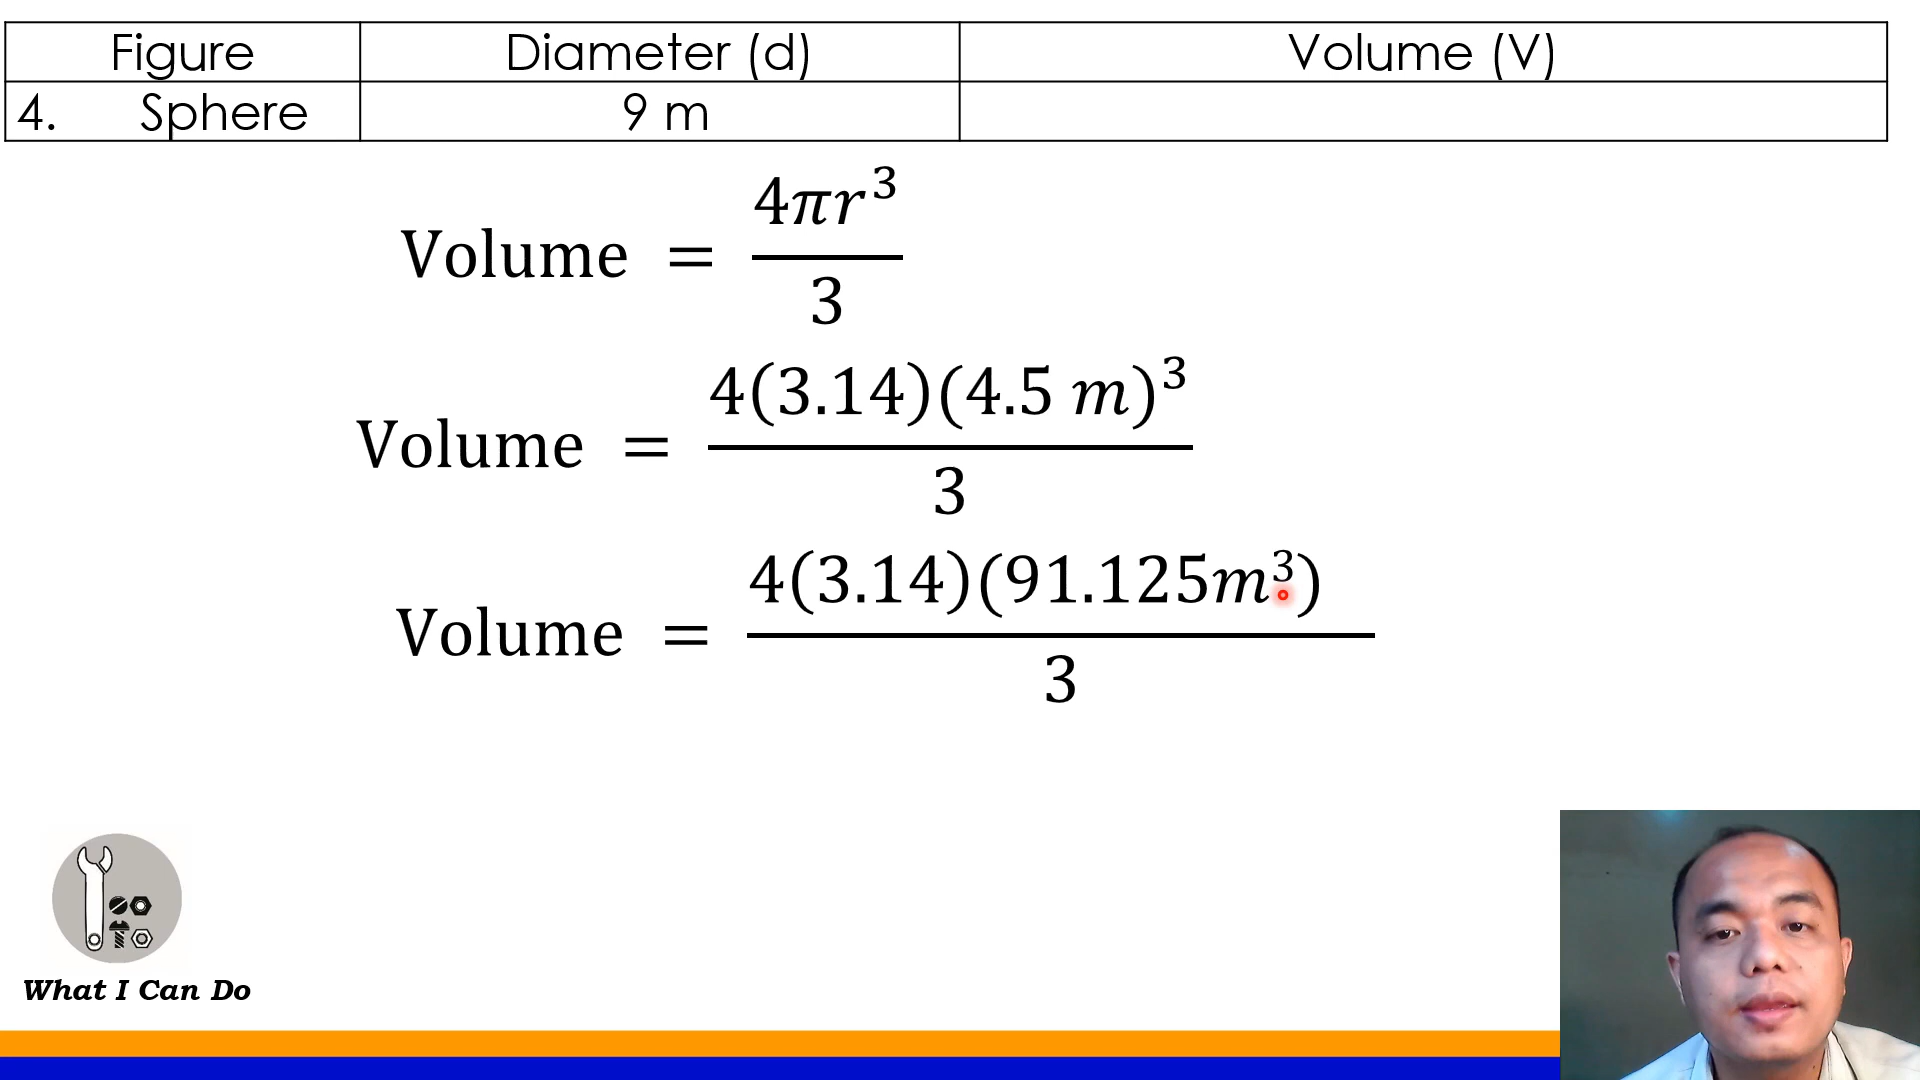 Figure Diameter (d) Volume (V)
4. Sphere 9 m
Volume = 4πr³ / 3
Volume = 4(3.14)(4.5 m)³ / 3
Volume = 4(3.14)(91.125m³) / 3
What I Can Do